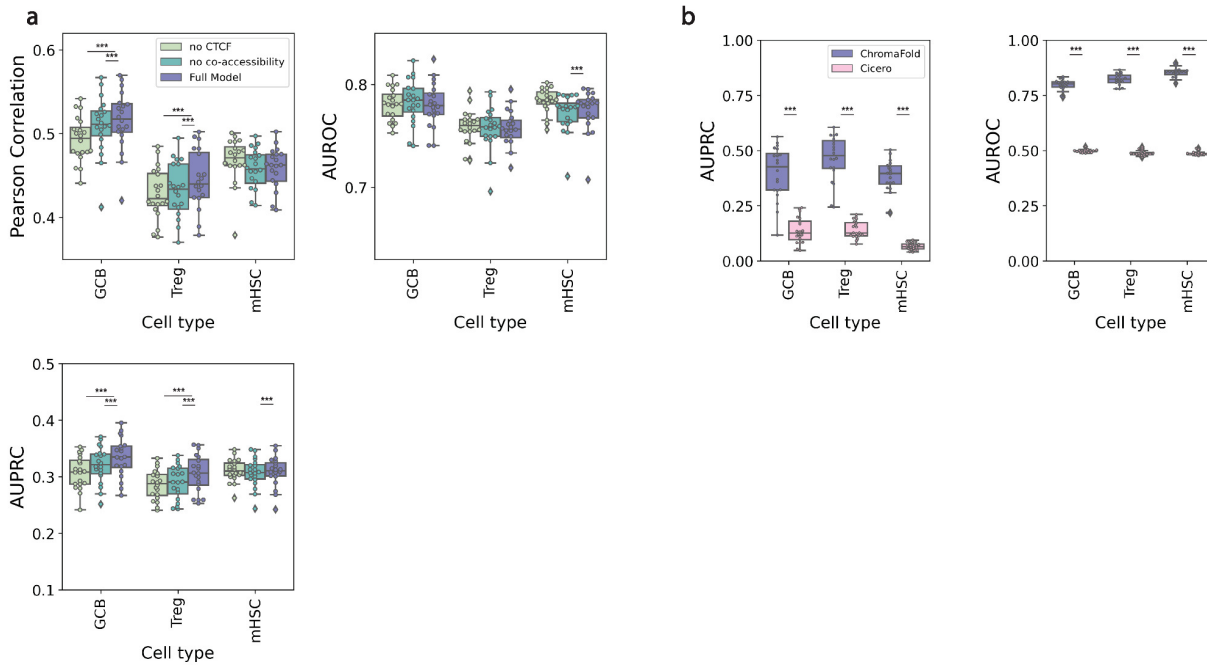 a
Pearson Correlation
0.6
0.5
0.4
***
***
***
***
no CTCF
no co-accessibility
Full Model
GCB
Treg
mHSC
Cell type
AUROC
0.8
0.7
***
GCB
Treg
mHSC
Cell type
AUPRC
0.5
0.4
0.3
0.2
0.1
***
***
***
***
***
GCB
Treg
mHSC
Cell type
b
AUPRC
1.00
0.75
0.50
0.25
0.00
ChromaFold
Cicero
***
***
***
GCB
Treg
mHSC
Cell type
AUROC
1.00
0.75
0.50
0.25
0.00
***
***
***
GCB
Treg
mHSC
Cell type